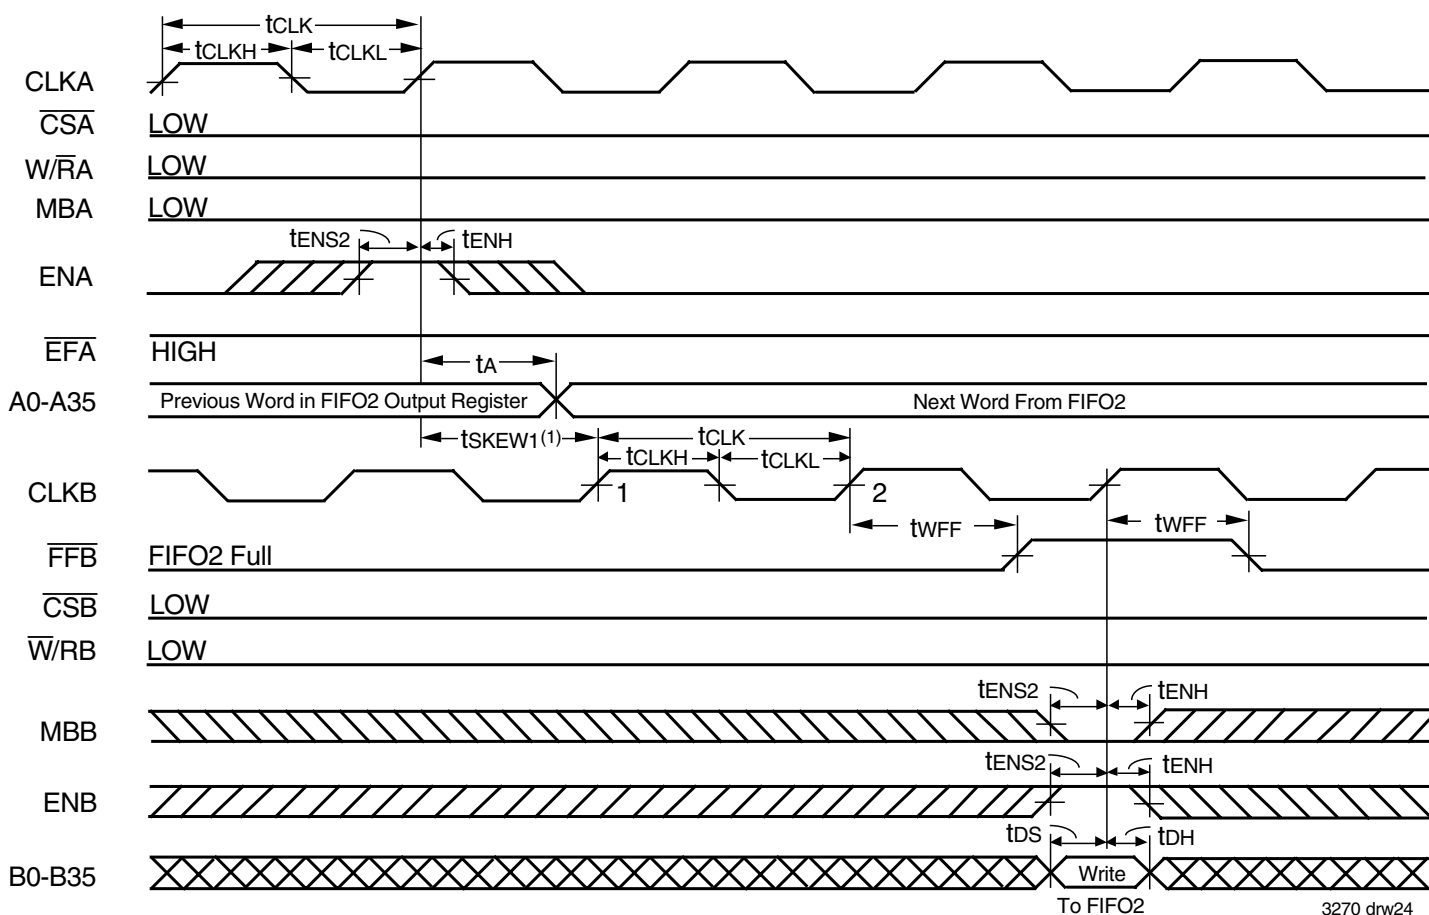 tCLK
tCLKH tCLKL
CLKA
CSA LOW
W/RA LOW
MBA LOW
tENS2 tENH
ENA
EFA HIGH
tA
A0-A35 Previous Word in FIFO2 Output Register Next Word From FIFO2
tSKEW1(1) tCLK
tCLKH tCLKL
CLKB 1 2
tWFF tWFF
FFB FIFO2 Full
CSB LOW
W/RB LOW
tENS2 tENH
MBB
tENS2 tENH
ENB
tDS tDH
B0-B35 Write
To FIFO2
3270 drw24